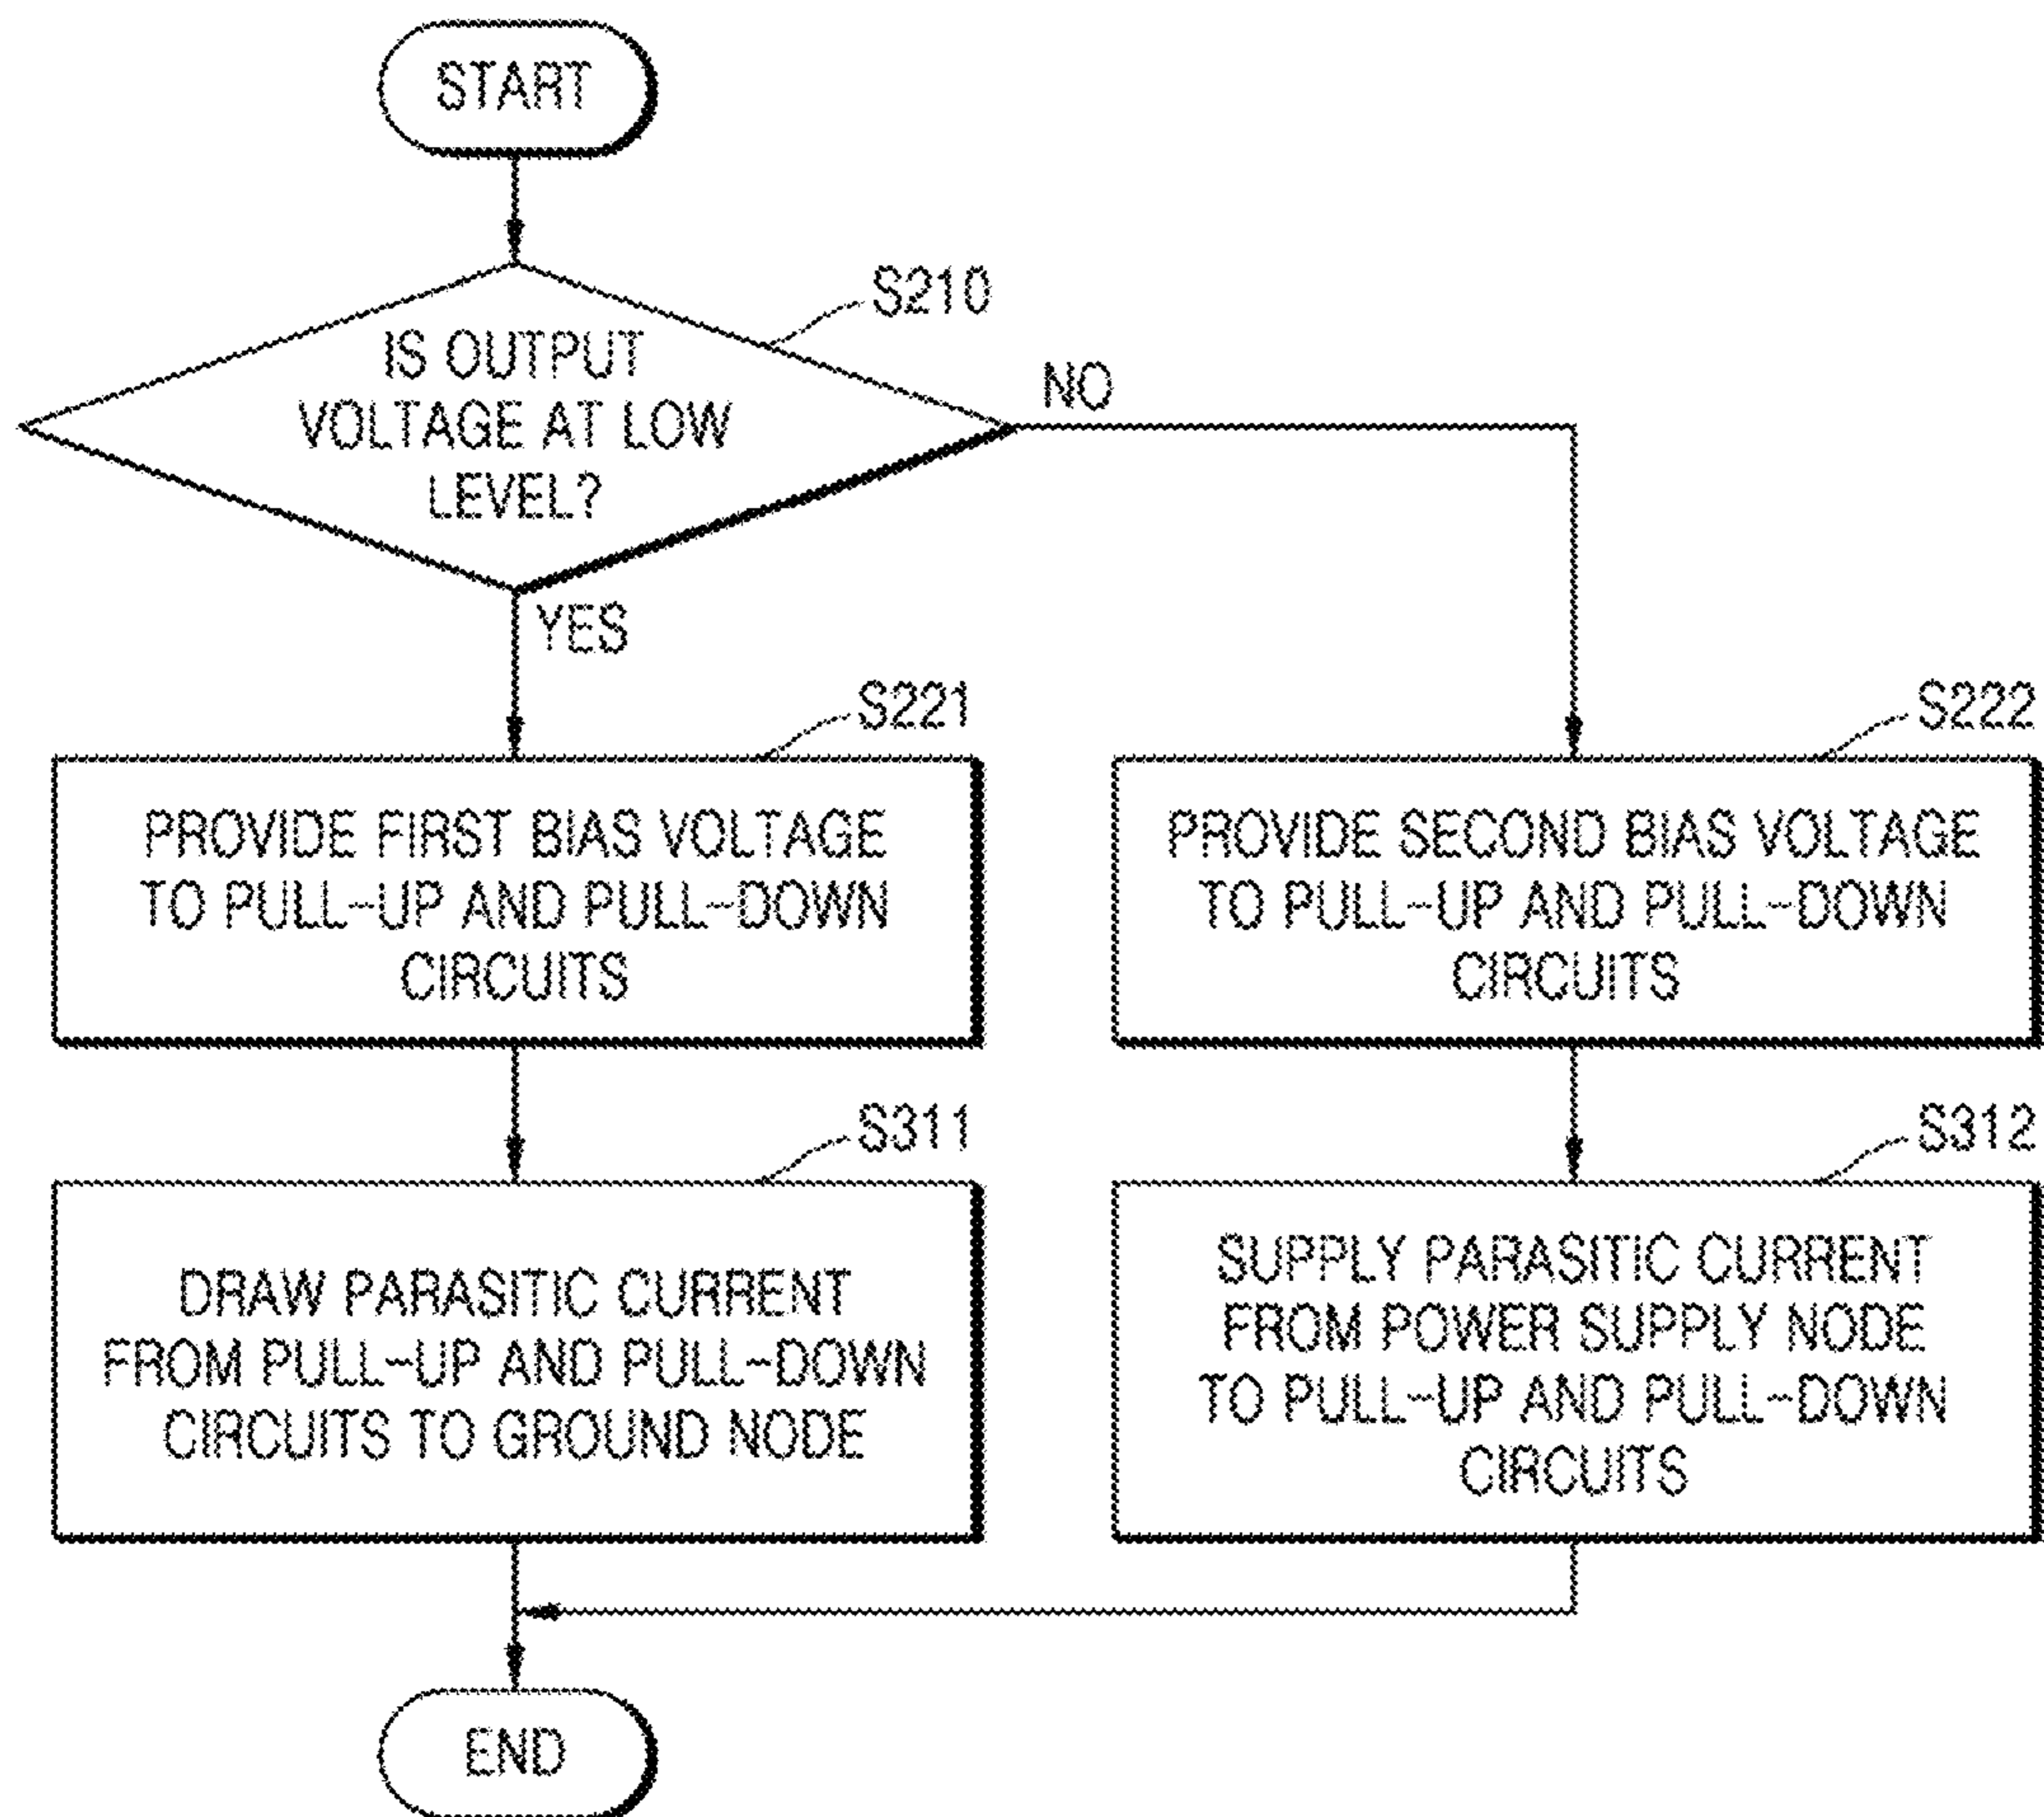 START
S210
IS OUTPUT
VOLTAGE AT LOW
LEVEL?
NO
YES
S221
PROVIDE FIRST BIAS VOLTAGE
TO PULL-UP AND PULL-DOWN
CIRCUITS
S222
PROVIDE SECOND BIAS VOLTAGE
TO PULL-UP AND PULL-DOWN
CIRCUITS
S311
DRAW PARASITIC CURRENT
FROM PULL-UP AND PULL-DOWN
CIRCUITS TO GROUND NODE
S312
SUPPLY PARASITIC CURRENT
FROM POWER SUPPLY NODE
TO PULL-UP AND PULL-DOWN
CIRCUITS
END